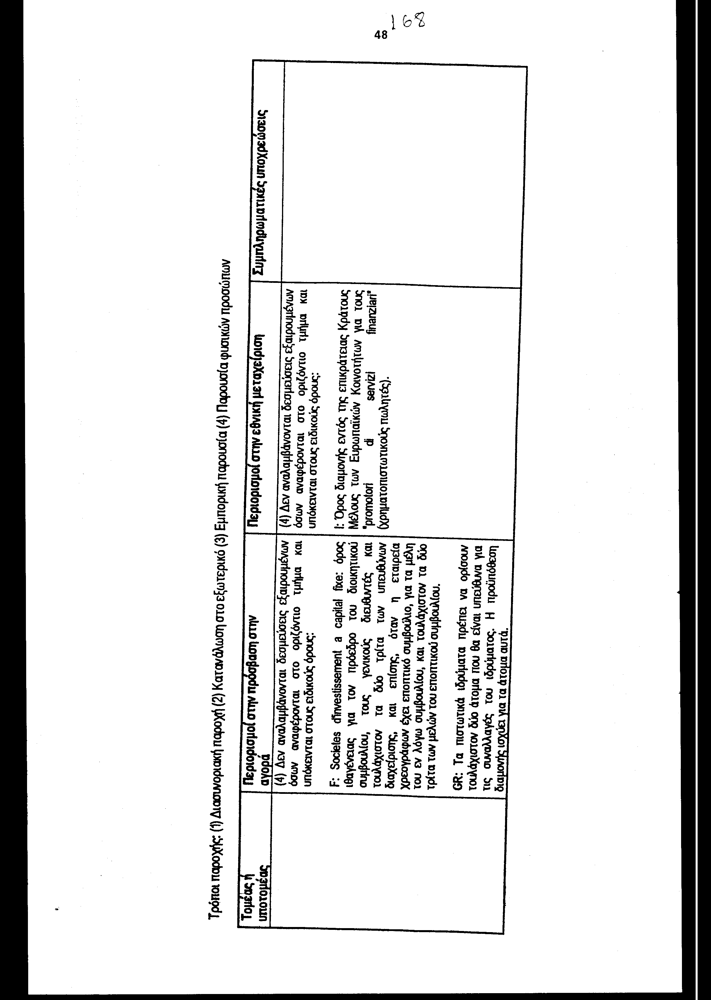 168
48
Τρόποι παροχής: (1) Διασυνοριακή παροχή (2) Κατανάλωση στο εξωτερικό (3) Εμπορική παρουσία (4) Παρουσία φυσικών προσώπων
Τομέας ή
υποτομέας
Περιορισμοί στην πρόσβαση στην
αγορά
Περιορισμοί στην εθνική μεταχείριση
Συμπληρωματικές υποχρεώσεις
(4) Δεν αναλαμβάνονται δεσμεύσεις εξαιρουμένων
όσων αναφέρονται στο οριζόντιο τμήμα και
υπόκεινται στους ειδικούς όρους:
F: Societes d'investissement a capital fixe: όρος
ιθαγένειας για τον πρόεδρο του διοικητικού
συμβουλίου, τους γενικούς διευθυντές και
τουλάχιστον τα δύο τρίτα των υπευθύνων
διαχείρισης, και επίσης, όταν η εταιρεία
χρεογράφων έχει εποπτικό συμβούλιο, για τα μέλη
του εν λόγω συμβουλίου, και τουλάχιστον τα δύο
τρίτα των μελών του εποπτικού συμβουλίου.
GR: Τα πιστωτικά ιδρύματα πρέπει να ορίσουν
τουλάχιστον δύο άτομα που θα είναι υπεύθυνα για
τις συναλλαγές του ιδρύματος. Η προϋπόθεση
διαμονής ισχύει για τα άτομα αυτά.
(4) Δεν αναλαμβάνονται δεσμεύσεις εξαιρουμένων
όσων αναφέρονται στο οριζόντιο τμήμα και
υπόκεινται στους ειδικούς όρους:
I: Όρος διαμονής εντός της επικράτειας Κράτους
Μέλους των Ευρωπαϊκών Κοινοτήτων για τους
"promotori di servizi finanziari"
(χρηματοπιστωτικούς πωλητές).